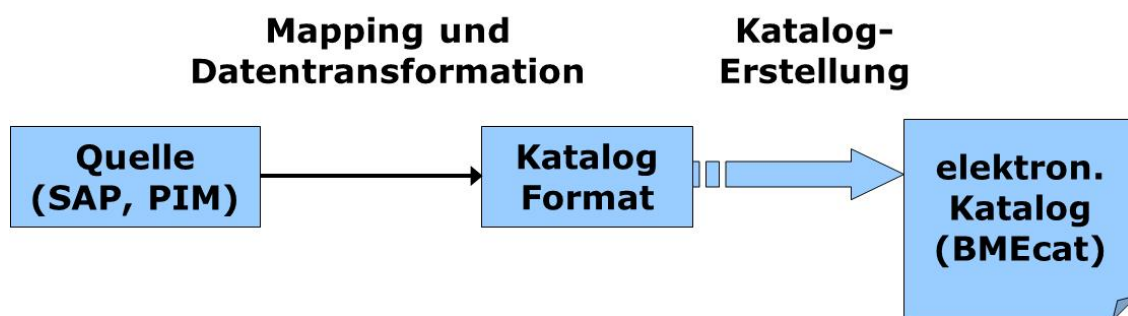 Mapping und
Datentransformation
Katalog-
Erstellung
Quelle
(SAP, PIM)
Katalog
Format
elektron.
Katalog
(BMEcat)